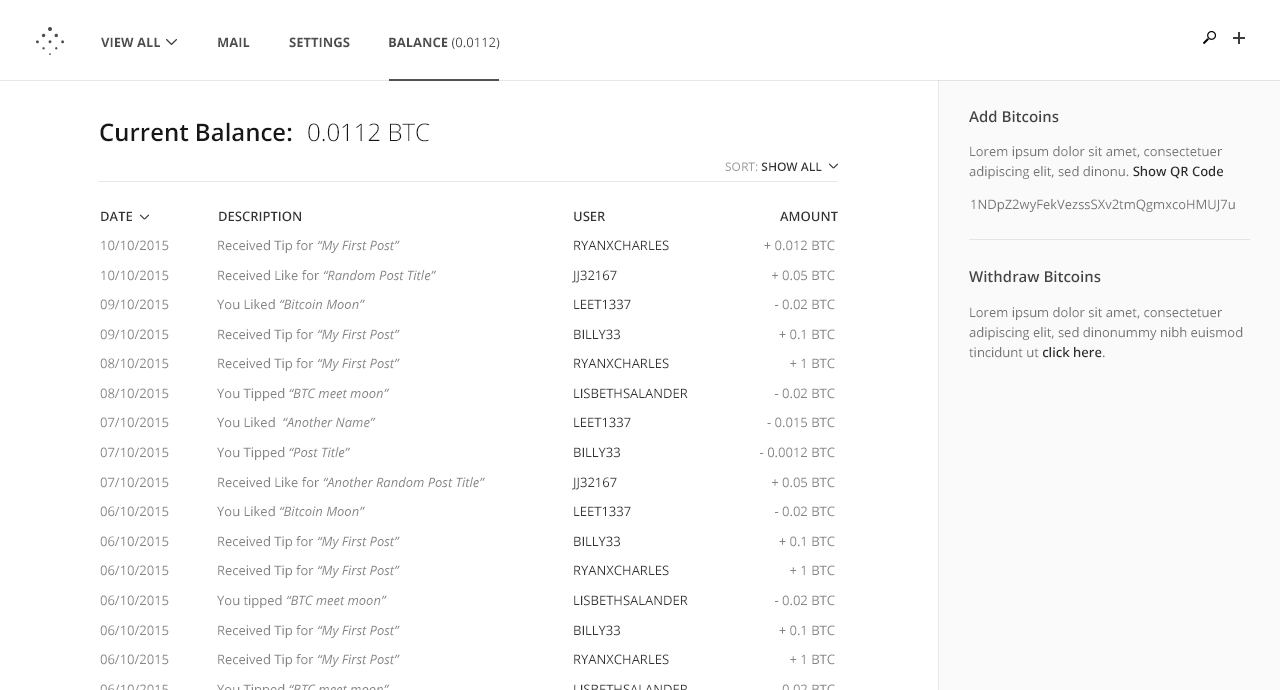 VIEW ALL MAIL SETTINGS BALANCE (0.0112)
Current Balance: 0.0112 BTC
SORT: SHOW ALL
DATE DESCRIPTION USER AMOUNT
10/10/2015 Received Tip for “My First Post” RYANXCHARLES + 0.012 BTC
10/10/2015 Received Like for “Random Post Title” JJ32167 + 0.05 BTC
09/10/2015 You Liked “Bitcoin Moon” LEET1337 - 0.02 BTC
09/10/2015 Received Tip for “My First Post” BILLY33 + 0.1 BTC
08/10/2015 Received Tip for “My First Post” RYANXCHARLES + 1 BTC
08/10/2015 You Tipped “BTC meet moon” LISBETHSALANDER - 0.02 BTC
07/10/2015 You Liked “Another Name” LEET1337 - 0.015 BTC
07/10/2015 You Tipped “Post Title” BILLY33 - 0.0012 BTC
07/10/2015 Received Like for “Another Random Post Title” JJ32167 + 0.05 BTC
06/10/2015 You Liked “Bitcoin Moon” LEET1337 - 0.02 BTC
06/10/2015 Received Tip for “My First Post” BILLY33 + 0.1 BTC
06/10/2015 Received Tip for “My First Post” RYANXCHARLES + 1 BTC
06/10/2015 You tipped “BTC meet moon” LISBETHSALANDER - 0.02 BTC
06/10/2015 Received Tip for “My First Post” BILLY33 + 0.1 BTC
06/10/2015 Received Tip for “My First Post” RYANXCHARLES + 1 BTC
06/10/2015 You Tipped “BTC meet moon” LISBETHSALANDER - 0.02 BTC
Add Bitcoins
Lorem ipsum dolor sit amet, consectetuer
adipiscing elit, sed dinonu. Show QR Code
1NDpZ2wyFekVezssSXv2tmQgmxcoHMUJ7u
Withdraw Bitcoins
Lorem ipsum dolor sit amet, consectetuer
adipiscing elit, sed dinonummy nibh euismod
tincidunt ut click here.